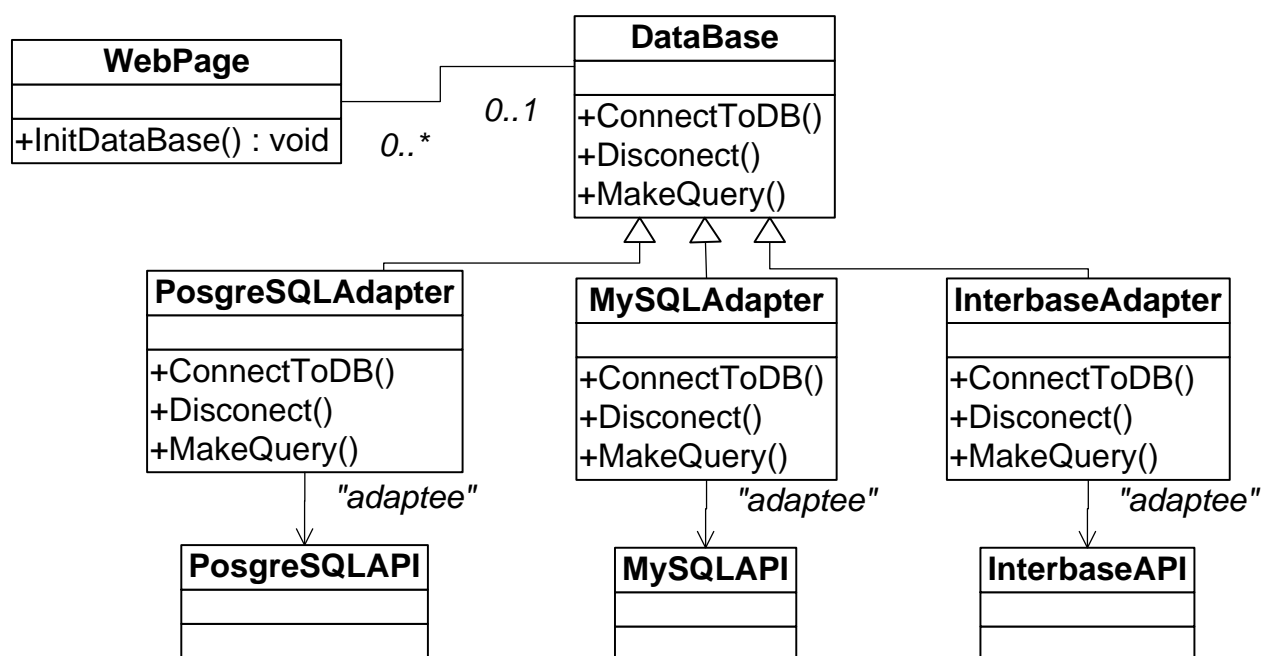 WebPage
+InitDataBase() : void
0..*
0..1
DataBase
+ConnectToDB()
+Disconect()
+MakeQuery()
PosgreSQLAdapter
+ConnectToDB()
+Disconect()
+MakeQuery()
"adaptee"
MySQLAdapter
+ConnectToDB()
+Disconect()
+MakeQuery()
"adaptee"
InterbaseAdapter
+ConnectToDB()
+Disconect()
+MakeQuery()
"adaptee"
PosgreSQLAPI
MySQLAPI
InterbaseAPI